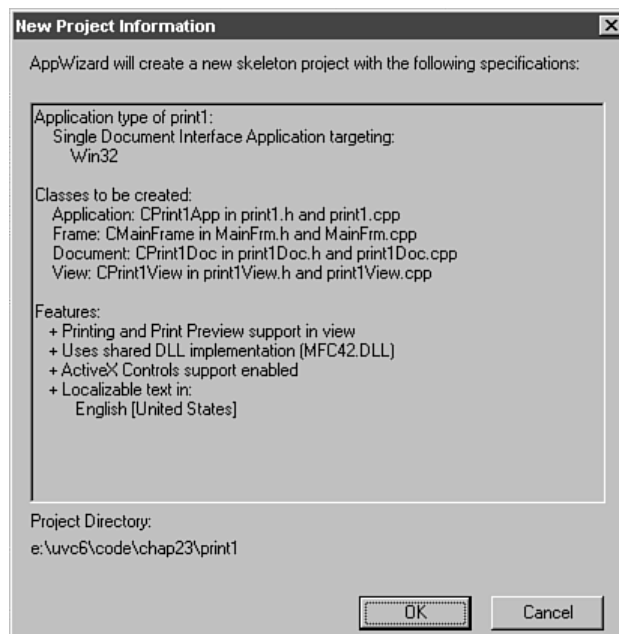 New Project Information
AppWizard will create a new skeleton project with the following specifications:
Application type of print1:
Single Document Interface Application targeting:
Win32
Classes to be created:
Application: CPrint1App in print1.h and print1.cpp
Frame: CMainFrame in MainFrm.h and MainFrm.cpp
Document: CPrint1Doc in print1Doc.h and print1Doc.cpp
View: CPrint1View in print1View.h and print1View.cpp
Features:
+ Printing and Print Preview support in view
+ Uses shared DLL implementation (MFC42.DLL)
+ ActiveX Controls support enabled
+ Localizable text in:
English [United States]
Project Directory:
e:\uvc6\code\chap23\print1
OK
Cancel